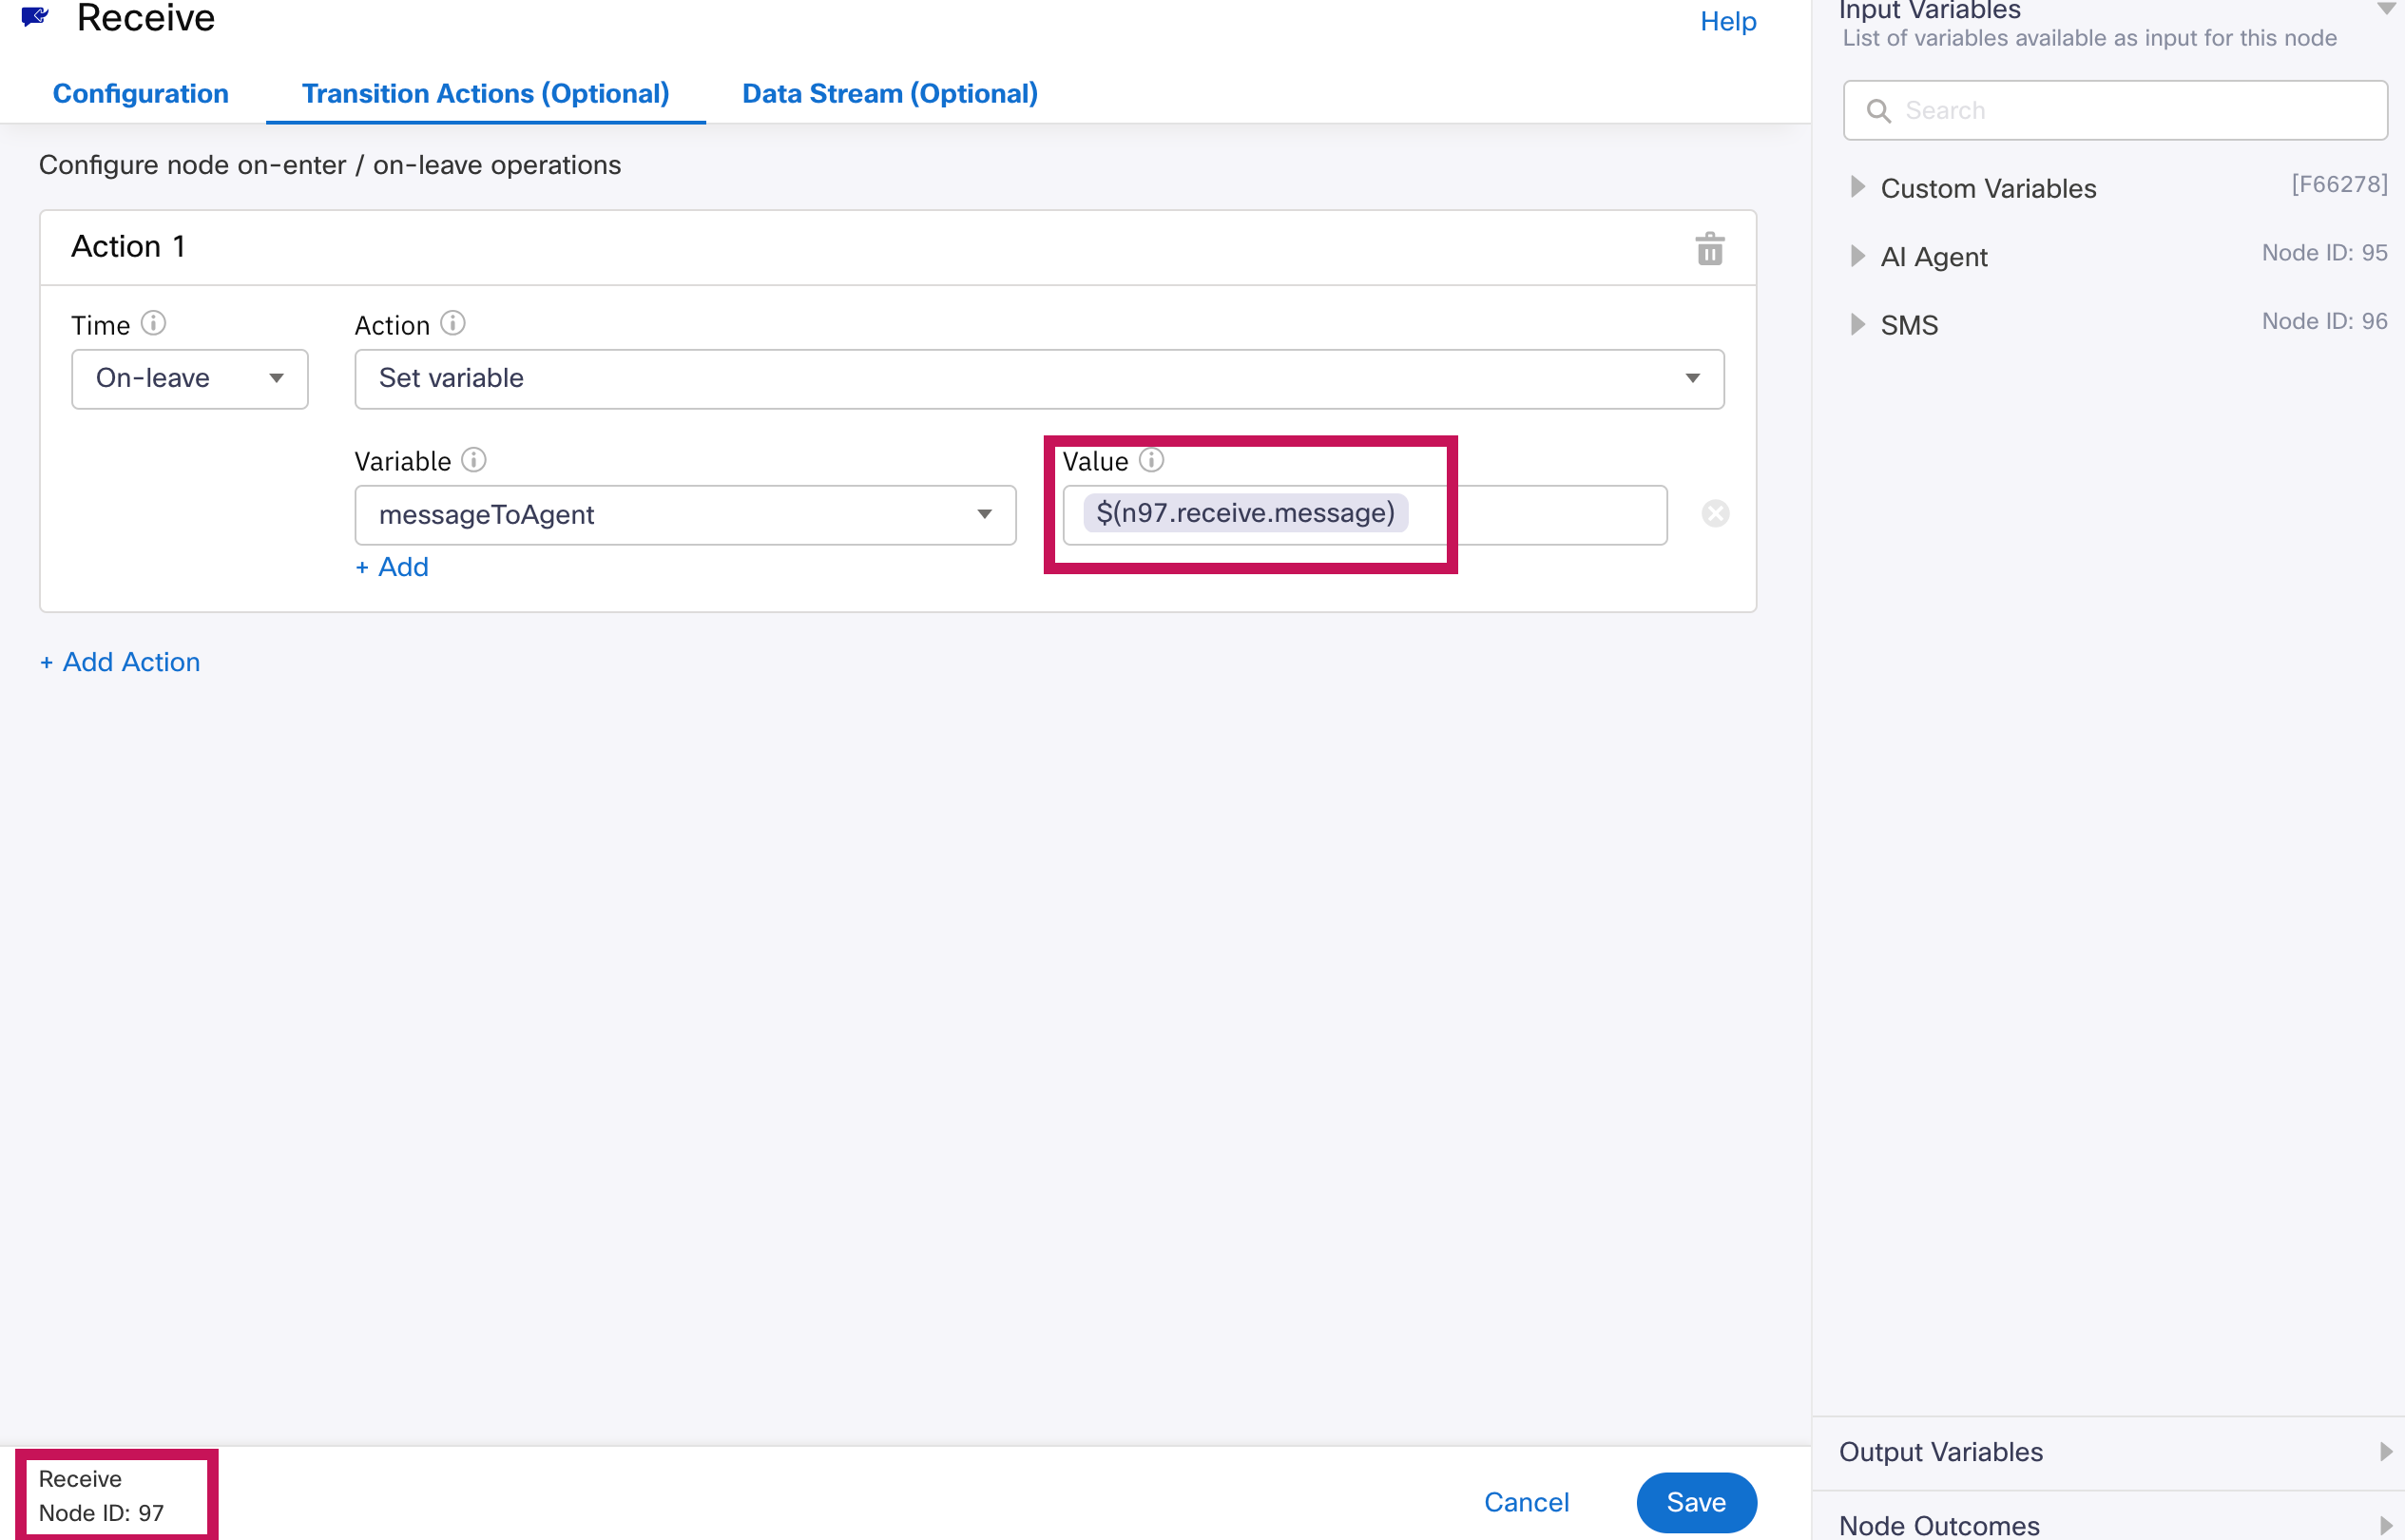 Receive
Help
Configuration
Transition Actions (Optional)
Data Stream (Optional)
Configure node on-enter / on-leave operations
Action 1
Time
Action
On-leave
Set variable
Variable
Value
messageToAgent
$(n97.receive.message)
+ Add
+ Add Action
Receive
Node ID: 97
Cancel
Save
Input Variables
List of variables available as input for this node
Search
Custom Variables
[F66278]
AI Agent
Node ID: 95
SMS
Node ID: 96
Output Variables
Node Outcomes